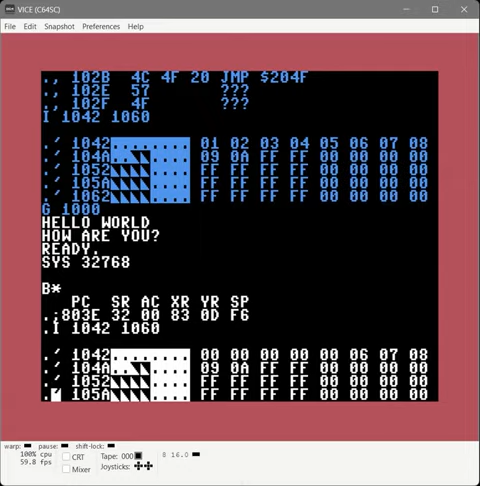 VICE (C64SC)
File Edit Snapshot Preferences Help
., 102B 4C 4F 20 JMP $204F
., 102E 57 ???
., 102F 4F ???
I 1042 1060
.' 1042........ 01 02 03 04 05 06 07 08
.' 104A 09 0A FF FF 00 00 00 00
.' 1052 FF FF FF FF 00 00 00 00
.' 105A FF FF FF FF 00 00 00 00
.' 1062 FF FF FF FF 00 00 00 00
G 1000
HELLO WORLD
HOW ARE YOU?
READY.
SYS 32768
B*
PC SR AC XR YR SP
.;803E 32 00 83 0D F6
.I 1042 1060
.' 1042........ 00 00 00 00 00 06 07 08
.' 104A 09 0A FF FF 00 00 00 00
.' 1052 FF FF FF FF 00 00 00 00
.' 105A FF FF FF FF 00 00 00 00
warp: pause: shift-lock:
100% cpu
59.8 fps
CRT
Mixer
Tape: 000
Joysticks:
8 16.0